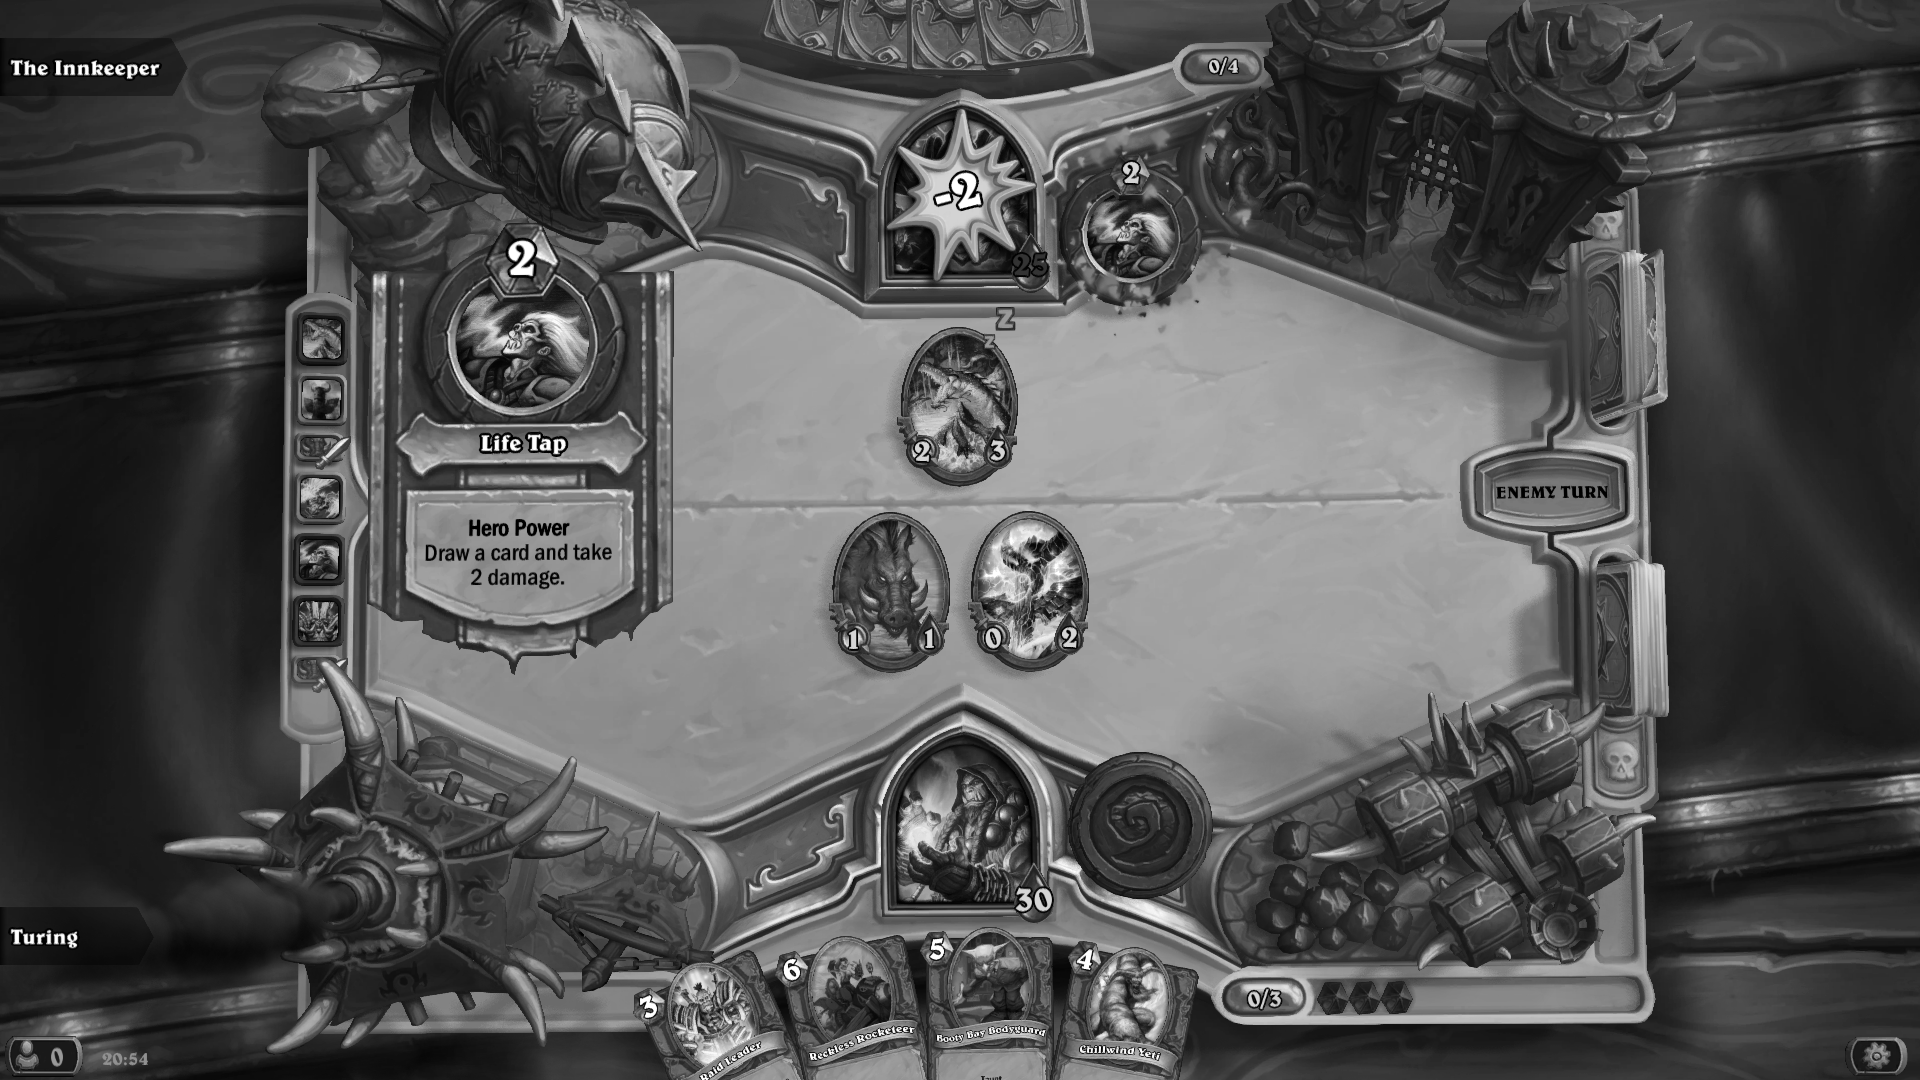 The Innkeeper
0/4
-2
25
2
2
Life Tap
Hero Power
Draw a card and take
2 damage.
z
z
2
3
ENEMY TURN
1
1
0
2
30
Turing
3
Raid Leader
6
Reckless Rocketeer
5
Booty Bay Bodyguard
Taunt
4
Chillwind Yeti
0/3
0
20:54